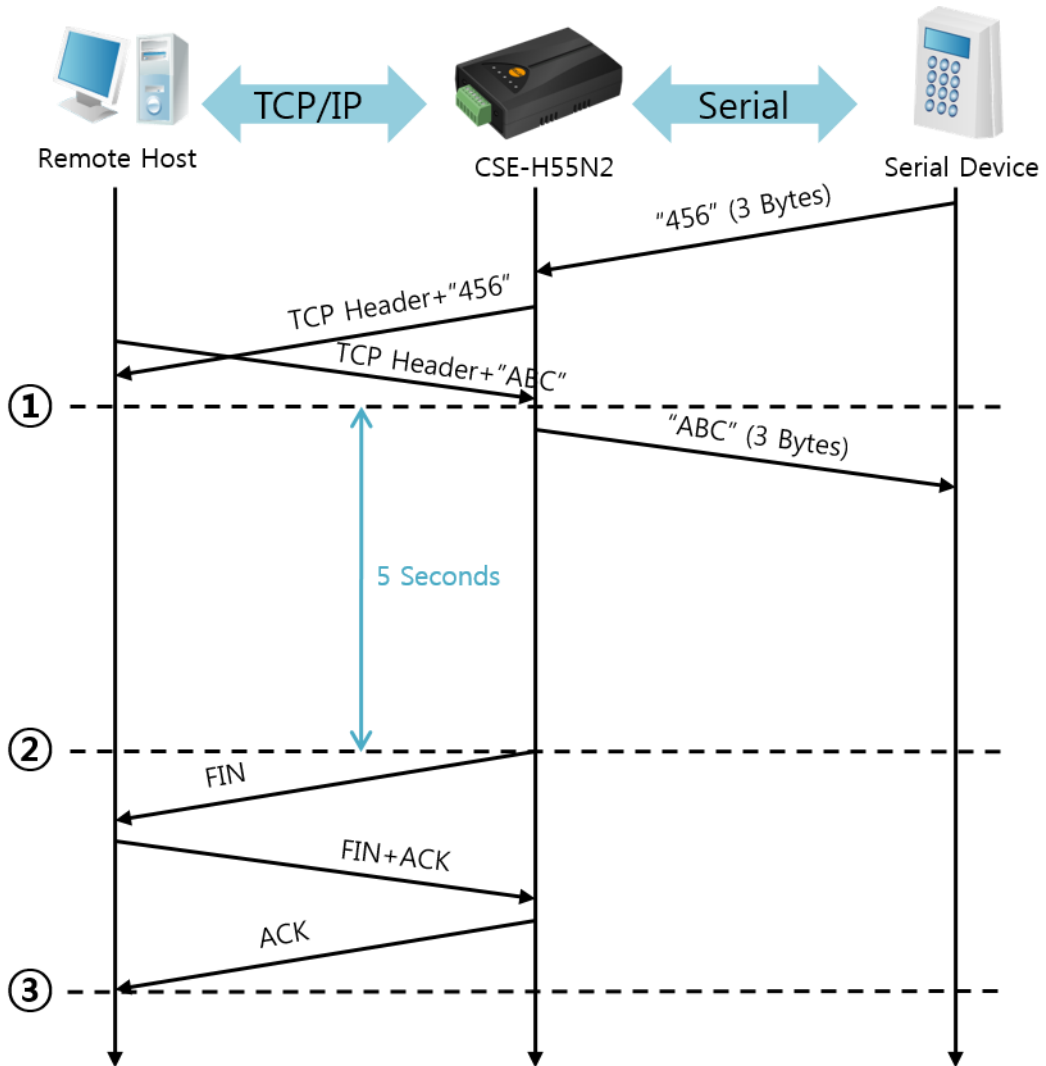 TCP/IP
Serial
Remote Host
CSE-H55N2
Serial Device
"456" (3 Bytes)
TCP Header+"456"
TCP Header+"ABC"
①
"ABC" (3 Bytes)
5 Seconds
②
FIN
FIN+ACK
ACK
③